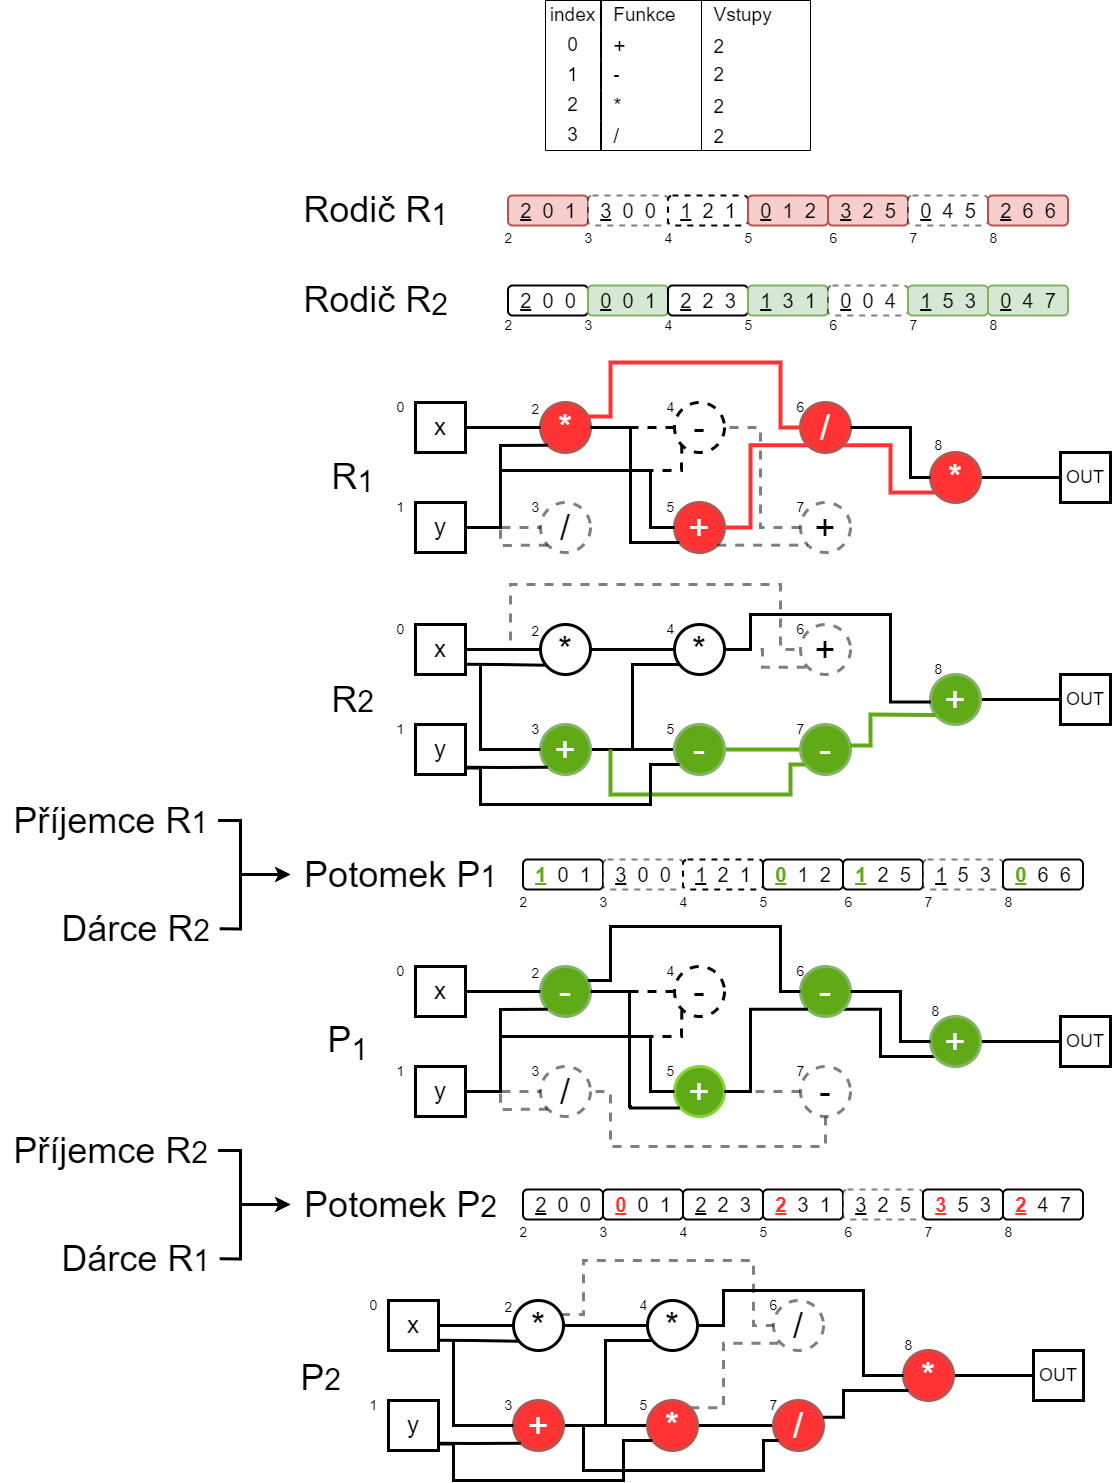 index Funkce Vstupy
0 + 2
1 - 2
2 * 2
3 / 2
Rodič R1 2 0 1 3 0 0 1 2 1 0 1 2 3 2 5 0 4 5 2 6 6
2 3 4 5 6 7 8
Rodič R2 2 0 0 0 0 1 2 2 3 1 3 1 0 0 4 1 5 3 0 4 7
2 3 4 5 6 7 8
0 x 2 * 4 - 6 /
R1 8 * OUT
1 y 3 / 5 + 7 +
0 x 2 * 4 * 6 +
R2 8 + OUT
1 y 3 + 5 - 7 -
Příjemce R1
Potomek P1 1 0 1 3 0 0 1 2 1 0 1 2 1 2 5 1 5 3 0 6 6
2 3 4 5 6 7 8
Dárce R2
0 x 2 - 4 - 6 -
P1 8 + OUT
1 y 3 / 5 + 7 -
Příjemce R2
Potomek P2 2 0 0 0 0 1 2 2 3 2 3 1 3 2 5 3 5 3 2 4 7
2 3 4 5 6 7 8
Dárce R1
0 x 2 * 4 * 6 /
P2 8 * OUT
1 y 3 + 5 * 7 /